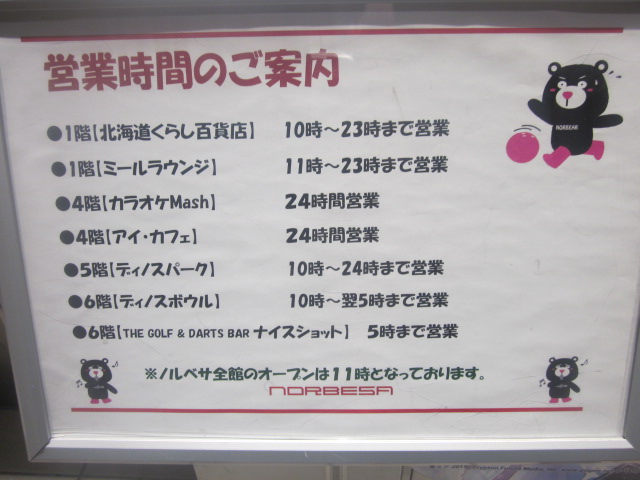 営業時間のご案内
●1階【北海道くらし百貨店】 10時～23時まで営業
●1階【ミールラウンジ】 11時～23時まで営業
●4階【カラオケMash】 24時間営業
●4階【アイ・カフェ】 24時間営業
●5階【ディノスパーク】 10時～24時まで営業
●6階【ディノスボウル】 10時～翌5時まで営業
●6階【THE GOLF & DARTS BAR ナイスショット】 5時まで営業
※ノルベサ全館のオープンは11時となっております。
NORBESA
NORBEAR